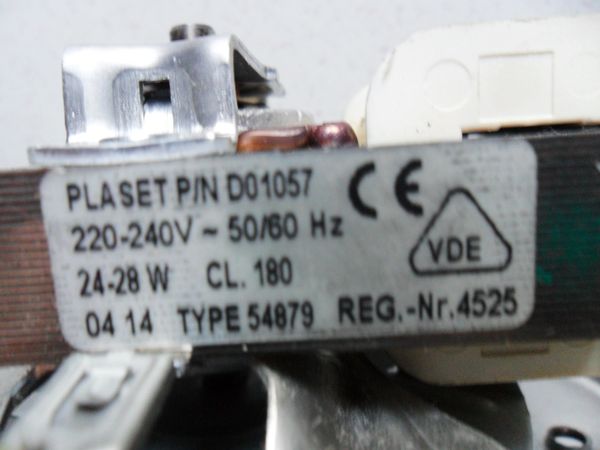 PLASET P/N D01057 CE
220-240V ~ 50/60 Hz
VDE
24-28 W CL. 180
04 14 TYPE 54879 REG.-Nr.4525